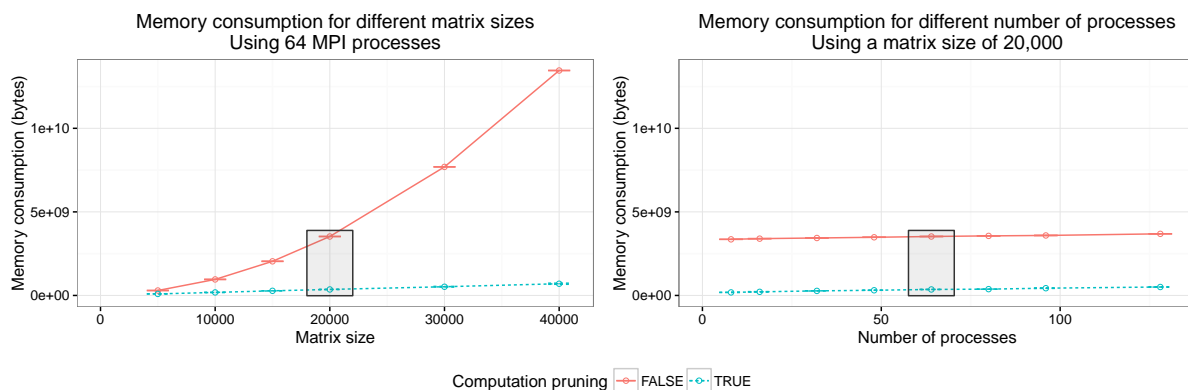 Memory consumption for different matrix sizes
Using 64 MPI processes
Memory consumption (bytes)
1e+10
5e+09
0e+00
0 10000 20000 30000 40000
Matrix size
Memory consumption for different number of processes
Using a matrix size of 20,000
Memory consumption (bytes)
1e+10
5e+09
0e+00
0 50 100
Number of processes
Computation pruning FALSE TRUE